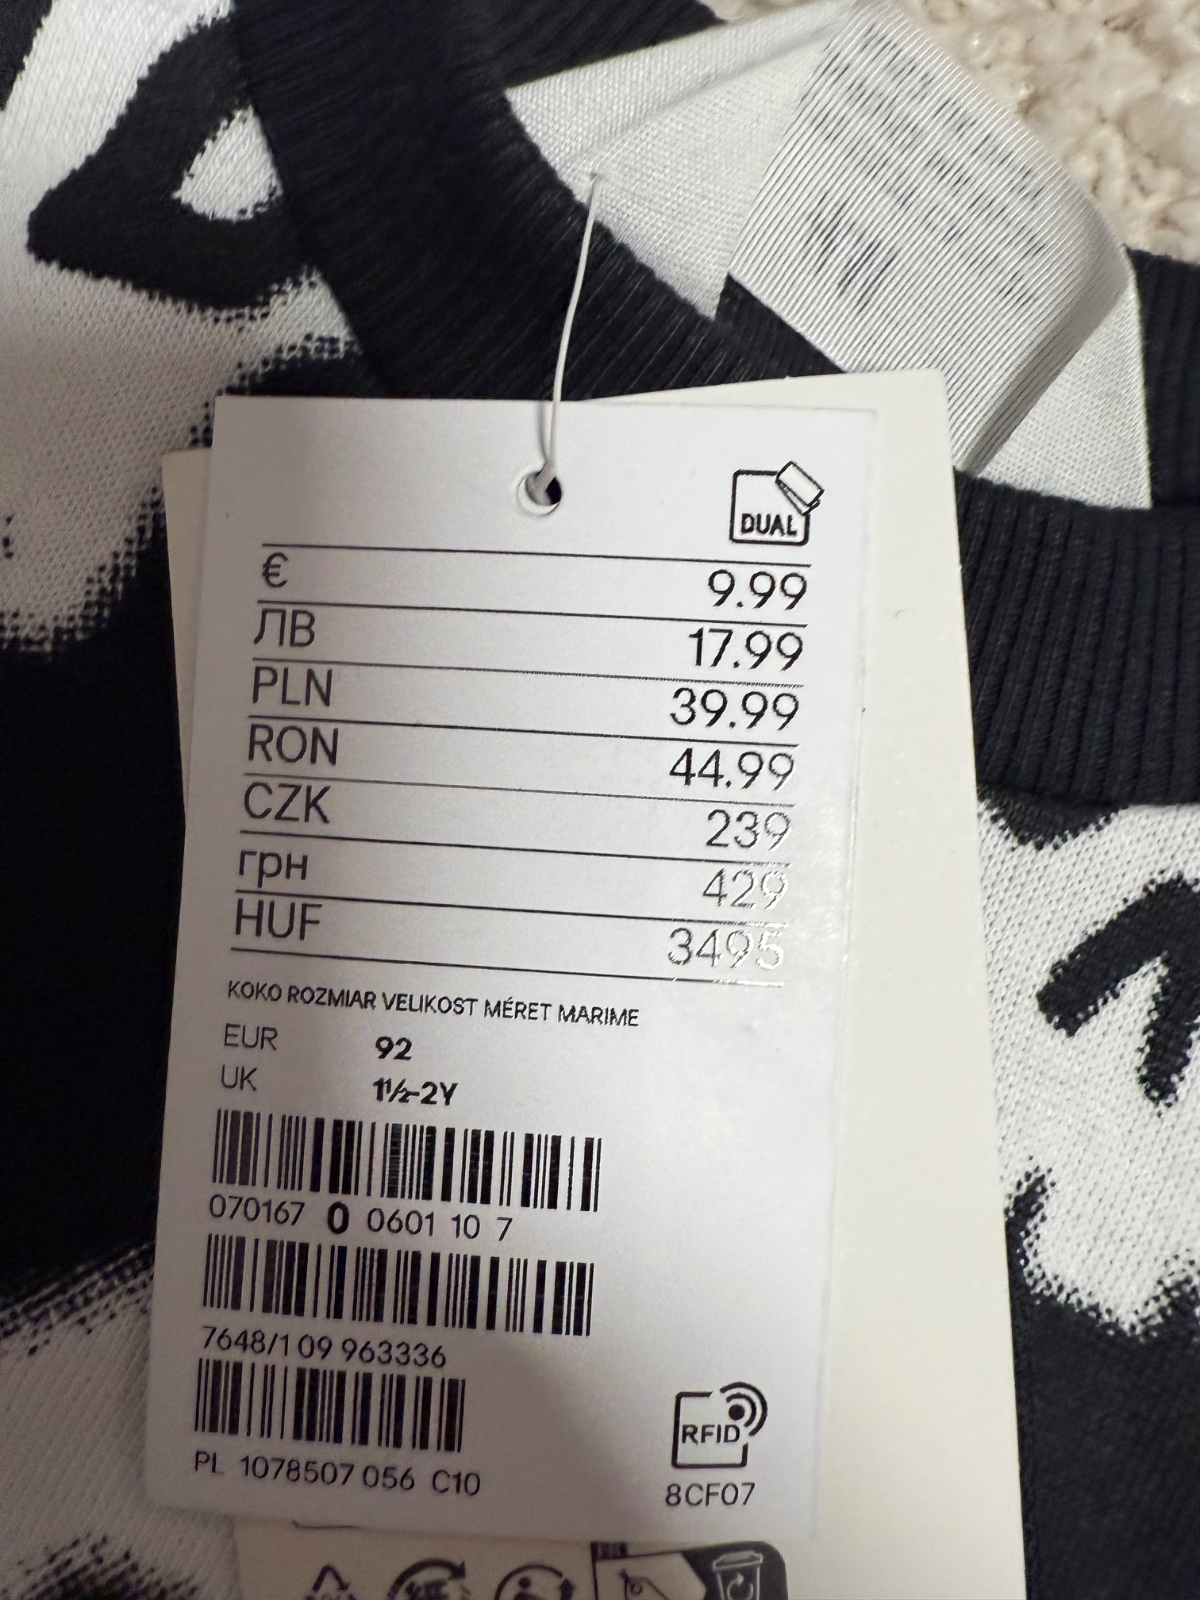 DUAL
€ 9.99
ЛВ 17.99
PLN 39.99
RON 44.99
CZK 239
грн 429
HUF 3495
KOKO ROZMIAR VELIKOST MÉRET MARIME
EUR 92
UK 1½-2Y
070167 0 0601 10 7
7648/1 09 963336
PL 1078507 056 C10
RFID
8CF07